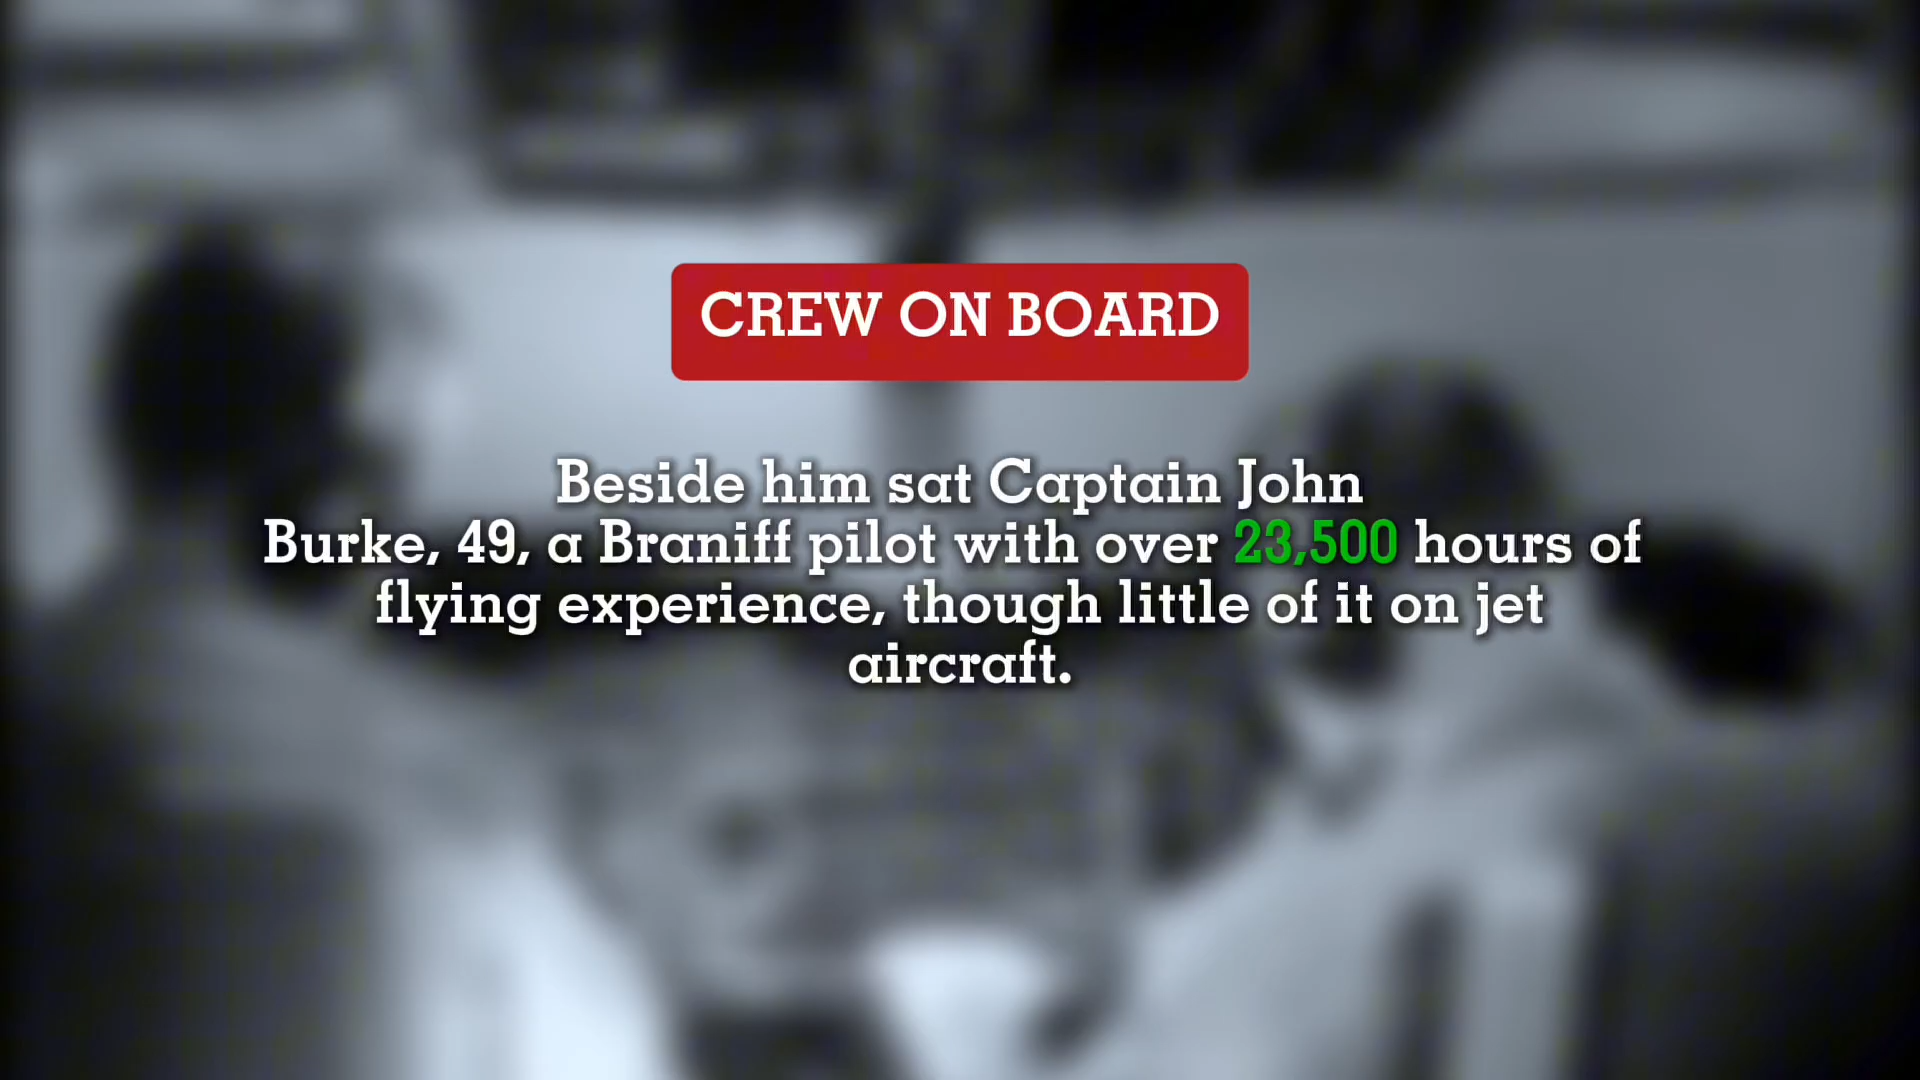 CREW ON BOARD
Beside him sat Captain John
Burke, 49, a Braniff pilot with over 23,500 hours of
flying experience, though little of it on jet
aircraft.